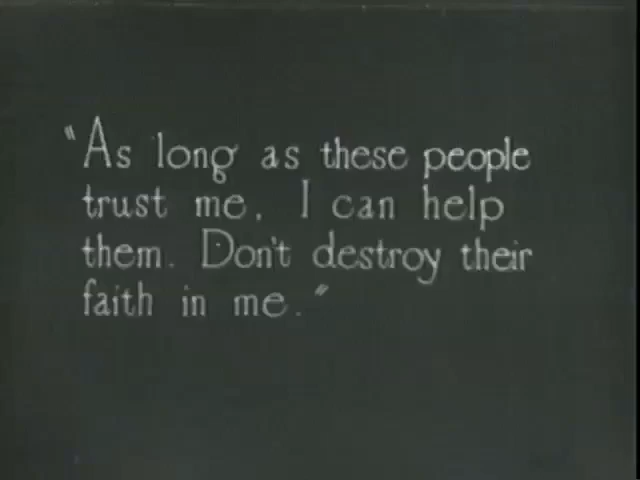 "As long as these people
trust me, I can help
them. Don't destroy their
faith in me."